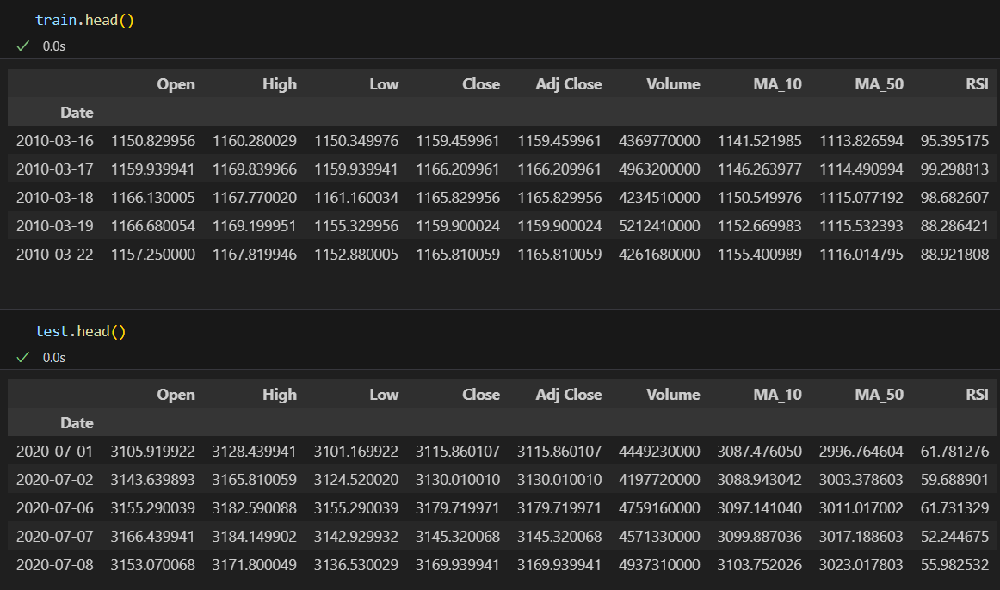 train.head()
0.0s
Open High Low Close Adj Close Volume MA_10 MA_50 RSI
Date
2010-03-16 1150.829956 1160.280029 1150.349976 1159.459961 1159.459961 4369770000 1141.521985 1113.826594 95.395175
2010-03-17 1159.939941 1169.839966 1159.939941 1166.209961 1166.209961 4963200000 1146.263977 1114.490994 99.298813
2010-03-18 1166.130005 1167.770020 1161.160034 1165.829956 1165.829956 4234510000 1150.549976 1115.077192 98.682607
2010-03-19 1166.680054 1169.199951 1155.329956 1159.900024 1159.900024 5212410000 1152.669983 1115.532393 88.286421
2010-03-22 1157.250000 1167.819946 1152.880005 1165.810059 1165.810059 4261680000 1155.400989 1116.014795 88.921808
test.head()
0.0s
Open High Low Close Adj Close Volume MA_10 MA_50 RSI
Date
2020-07-01 3105.919922 3128.439941 3101.169922 3115.860107 3115.860107 4449230000 3087.476050 2996.764604 61.781276
2020-07-02 3143.639893 3165.810059 3124.520020 3130.010010 3130.010010 4197720000 3088.943042 3003.378603 59.688901
2020-07-06 3155.290039 3182.590088 3155.290039 3179.719971 3179.719971 4759160000 3097.141040 3011.017002 61.731329
2020-07-07 3166.439941 3184.149902 3142.929932 3145.320068 3145.320068 4571330000 3099.887036 3017.188603 52.244675
2020-07-08 3153.070068 3171.800049 3136.530029 3169.939941 3169.939941 4937310000 3103.752026 3023.017803 55.982532